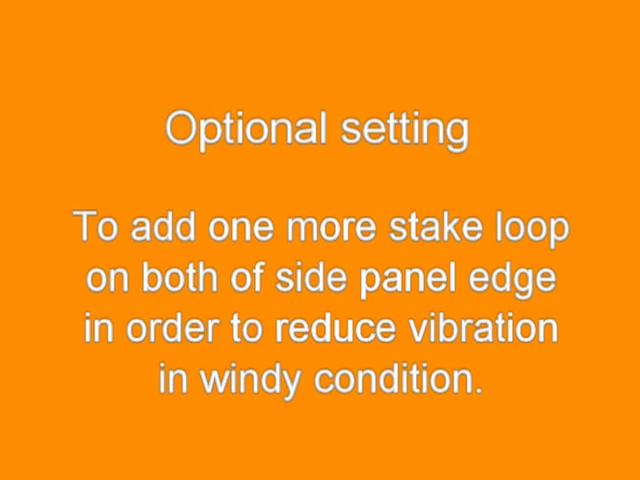 Optional setting
To add one more stake loop
on both of side panel edge
in order to reduce vibration
in windy condition.